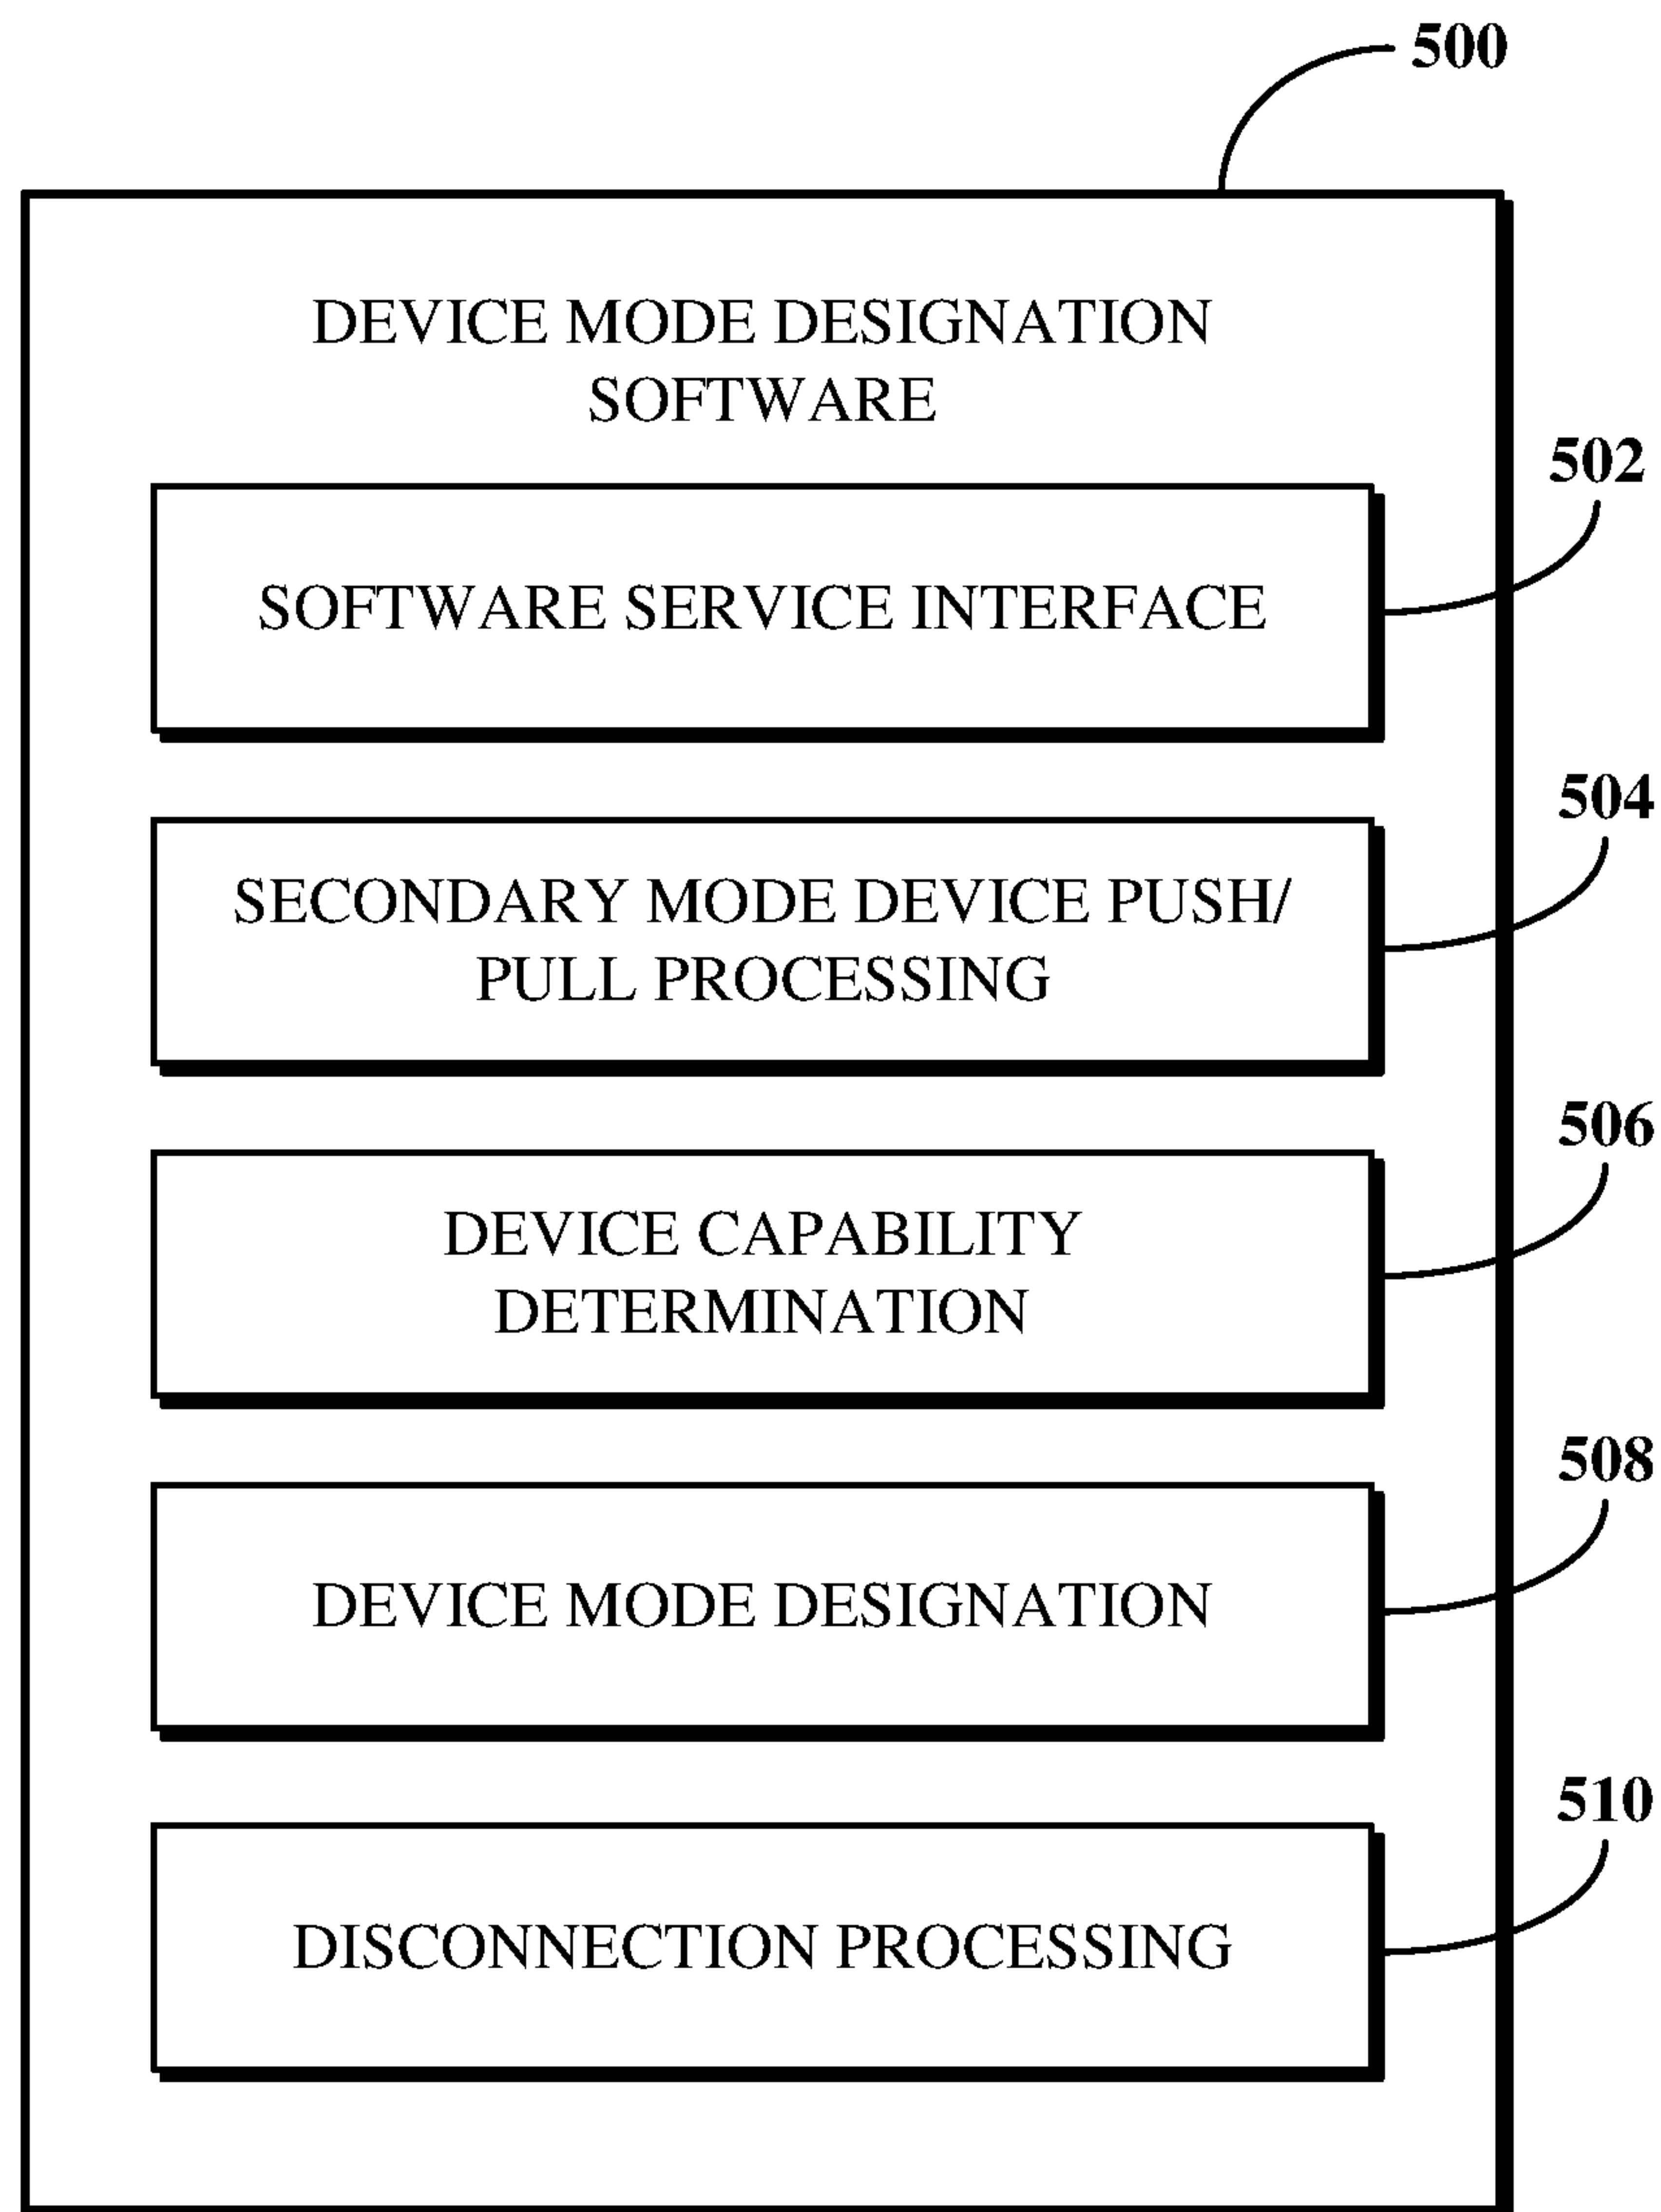 500
DEVICE MODE DESIGNATION
SOFTWARE
502
SOFTWARE SERVICE INTERFACE
504
SECONDARY MODE DEVICE PUSH/
PULL PROCESSING
506
DEVICE CAPABILITY
DETERMINATION
508
DEVICE MODE DESIGNATION
510
DISCONNECTION PROCESSING